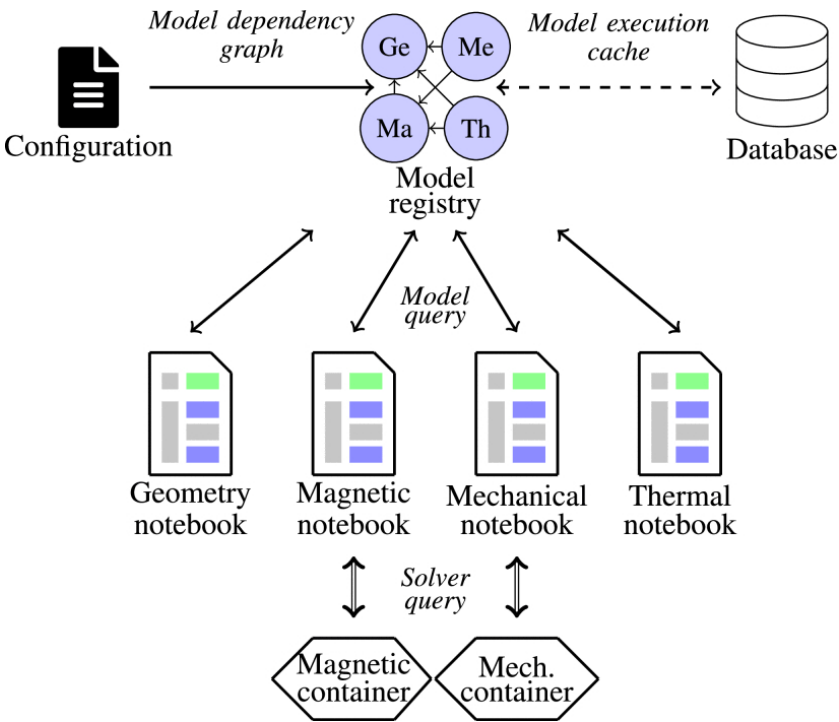 Model dependency
graph
Ge
Me
Model execution
cache
Ma
Th
Configuration
Database
Model
registry
Model
query
Geometry
notebook
Magnetic
notebook
Mechanical
notebook
Thermal
notebook
Solver
query
Magnetic
container
Mech.
container